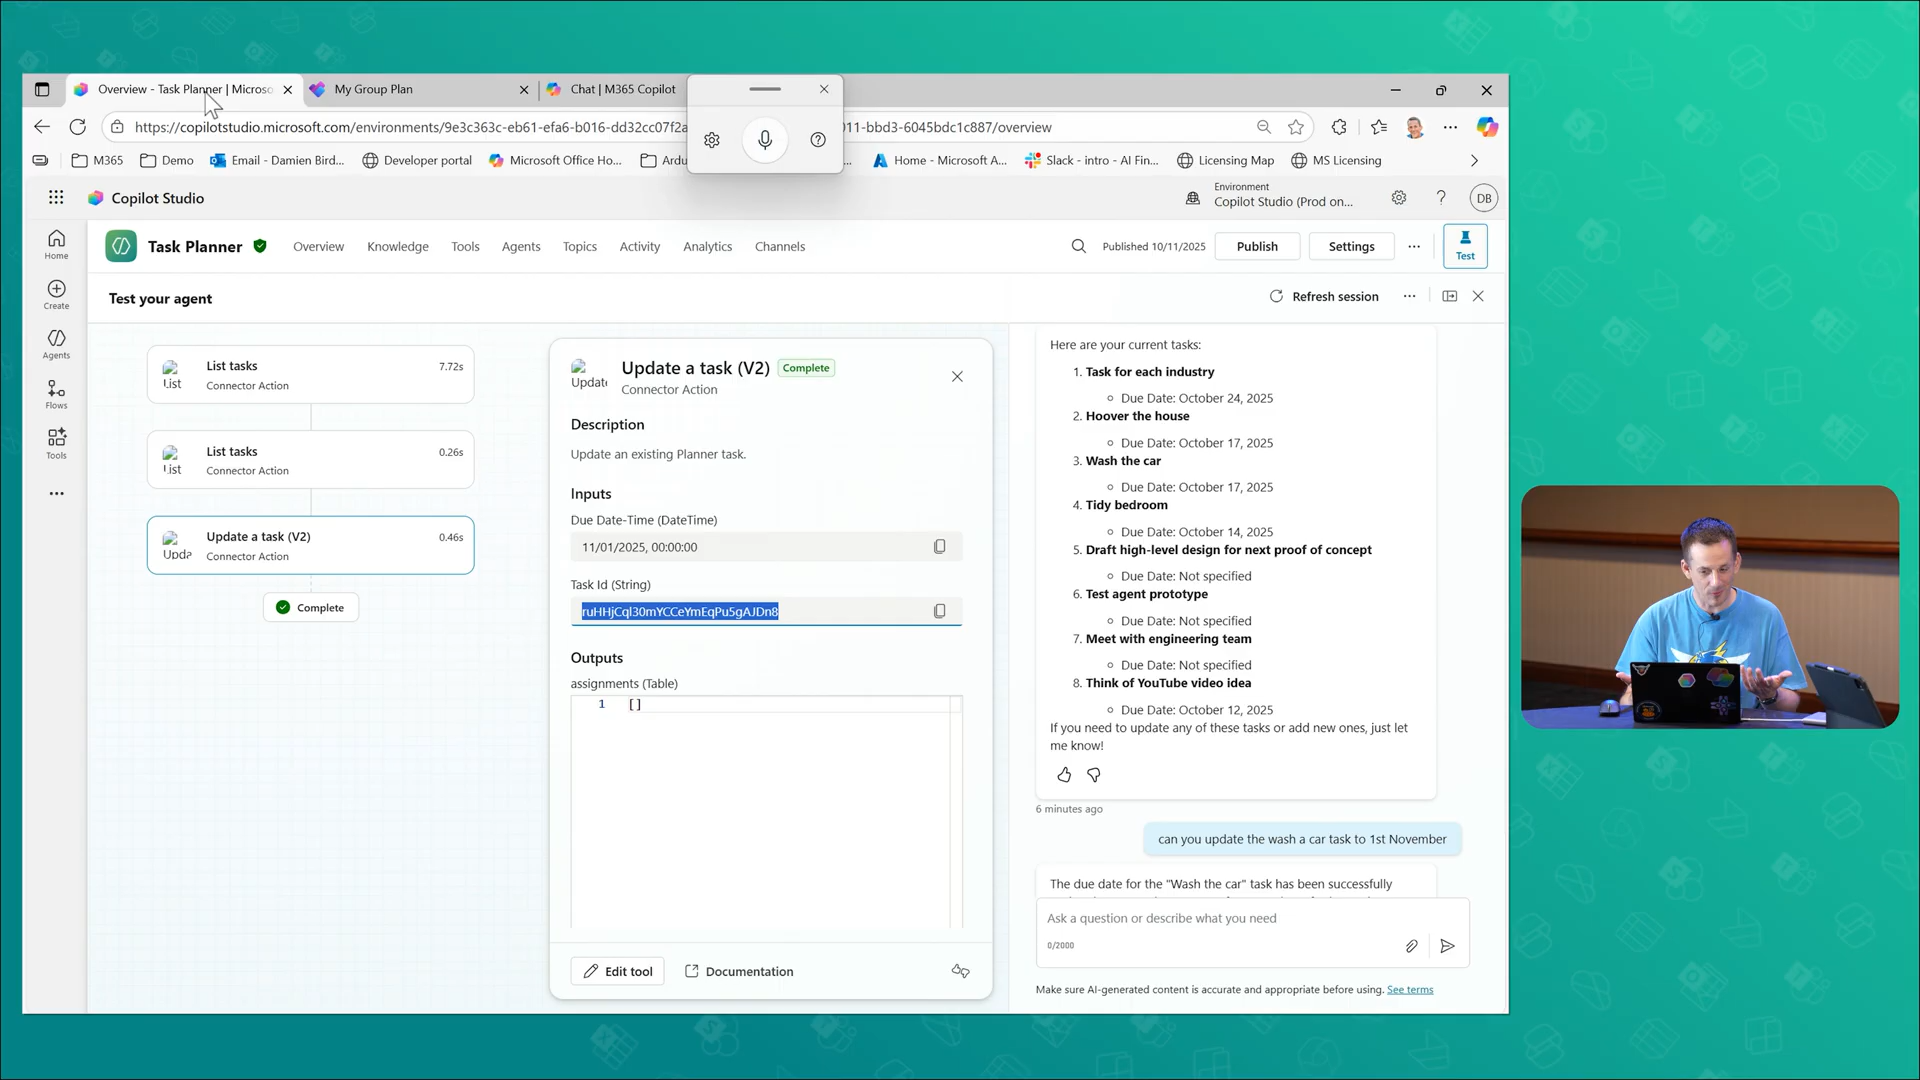 Overview - Task Planner | Micros
My Group Plan
Chat | M365 Copilot
https://copilotstudio.microsoft.com/environments/9e3c363c-eb61-efa6-b016-dd32cc07f2a
011-bbd3-6045bdc1c887/overview
M365
Demo
Email - Damien Bird...
Developer portal
Microsoft Office Ho...
Ardu
Home - Microsoft A...
Slack - intro - AI Fin...
Licensing Map
MS Licensing
Copilot Studio
Environment
Copilot Studio (Prod on...
DB
Task Planner
Overview
Knowledge
Tools
Agents
Topics
Activity
Analytics
Channels
Published 10/11/2025
Publish
Settings
Test
Home
Create
Agents
Flows
Tools
Test your agent
Refresh session
List
List tasks
Connector Action
7.72s
List
List tasks
Connector Action
0.26s
Upda
Update a task (V2)
Connector Action
0.46s
Complete
Update
Update a task (V2)
Complete
Connector Action
Description
Update an existing Planner task.
Inputs
Due Date-Time (DateTime)
11/01/2025, 00:00:00
Task Id (String)
ruHHjCql30mYCCeYmEqPu5gAJDn8
Outputs
assignments (Table)
1 []
Edit tool
Documentation
Here are your current tasks:
1. Task for each industry
Due Date: October 24, 2025
2. Hoover the house
Due Date: October 17, 2025
3. Wash the car
Due Date: October 17, 2025
4. Tidy bedroom
Due Date: October 14, 2025
5. Draft high-level design for next proof of concept
Due Date: Not specified
6. Test agent prototype
Due Date: Not specified
7. Meet with engineering team
Due Date: Not specified
8. Think of YouTube video idea
Due Date: October 12, 2025
If you need to update any of these tasks or add new ones, just let
me know!
6 minutes ago
can you update the wash a car task to 1st November
The due date for the "Wash the car" task has been successfully
Ask a question or describe what you need
0/2000
Make sure AI-generated content is accurate and appropriate before using. See terms